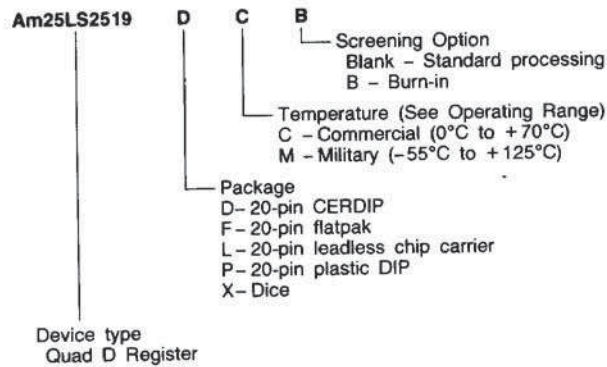 Am25LS2519 D C B
Screening Option
Blank – Standard processing
B – Burn-in
Temperature (See Operating Range)
C – Commercial (0°C to +70°C)
M – Military (–55°C to +125°C)
Package
D – 20-pin CERDIP
F – 20-pin flatpak
L – 20-pin leadless chip carrier
P – 20-pin plastic DIP
X – Dice
Device type
Quad D Register